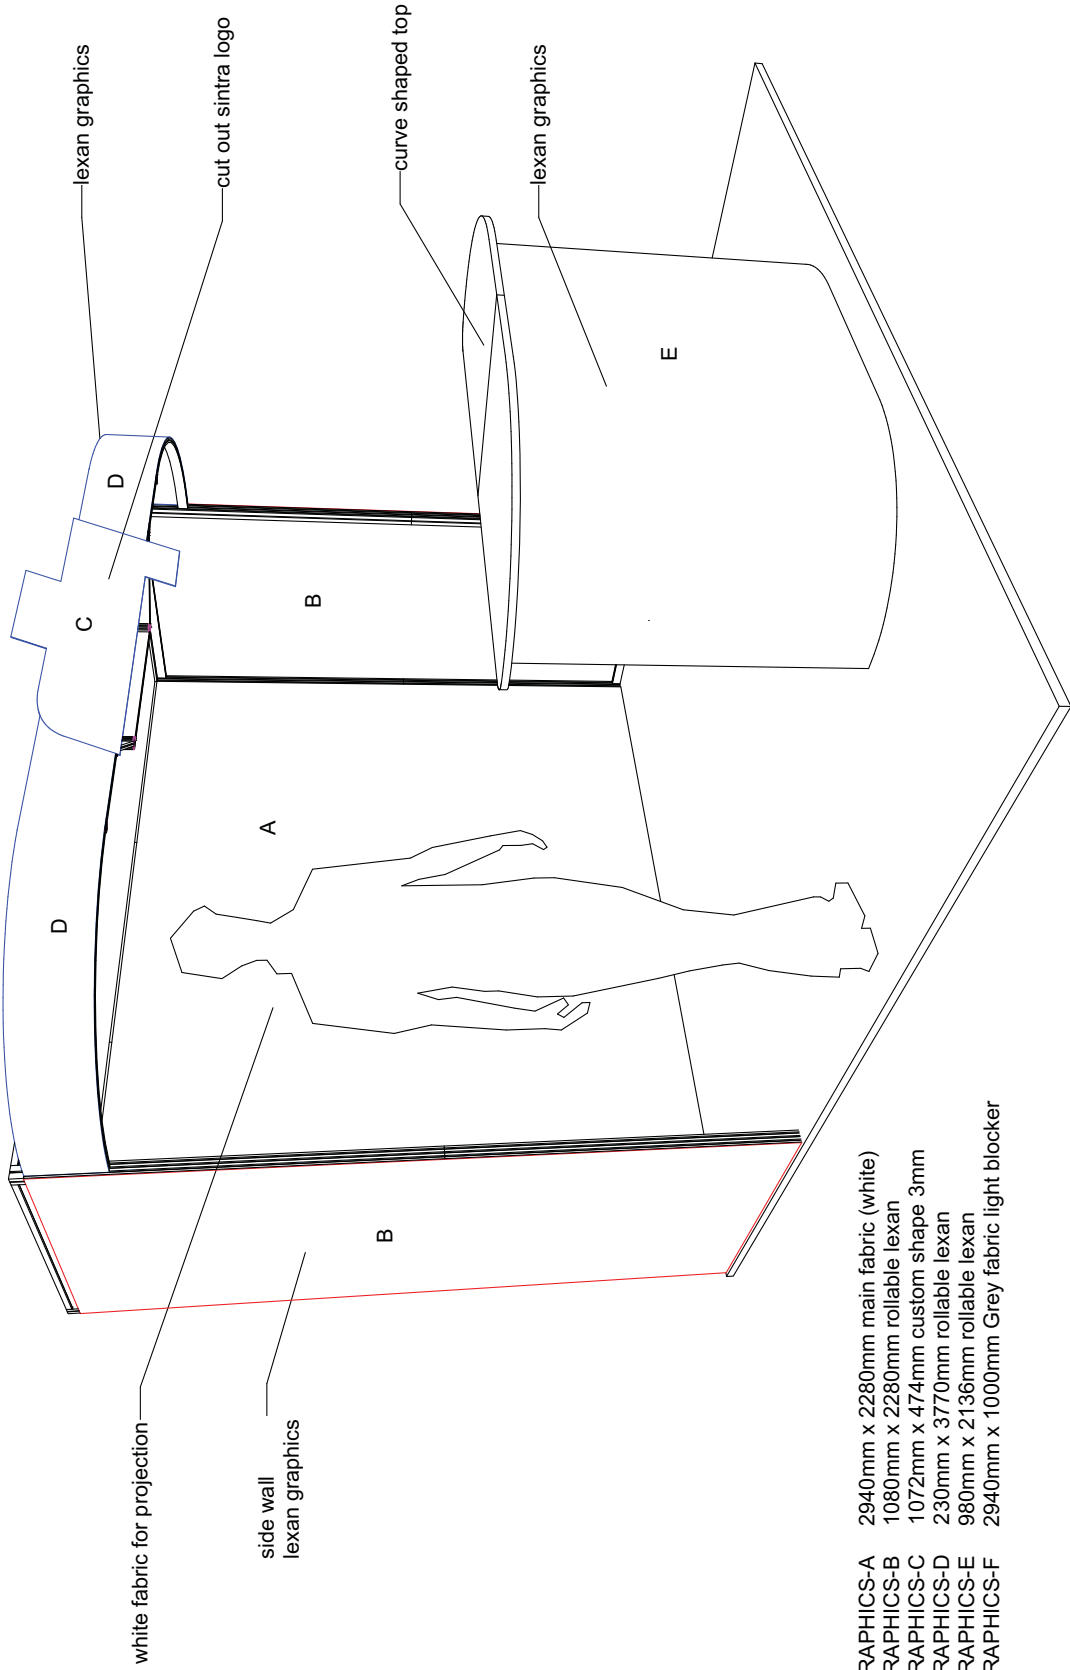 lexan graphics
cut out sintra logo
curve shaped top
lexan graphics
D
C
B
E
D
A
B
white fabric for projection
side wall
lexan graphics
RAPHICS-A 2940mm x 2280mm main fabric (white)
RAPHICS-B 1080mm x 2280mm rollable lexan
RAPHICS-C 1072mm x 474mm custom shape 3mm
RAPHICS-D 230mm x 3770mm rollable lexan
RAPHICS-E 980mm x 2136mm rollable lexan
RAPHICS-F 2940mm x 1000mm Grey fabric light blocker